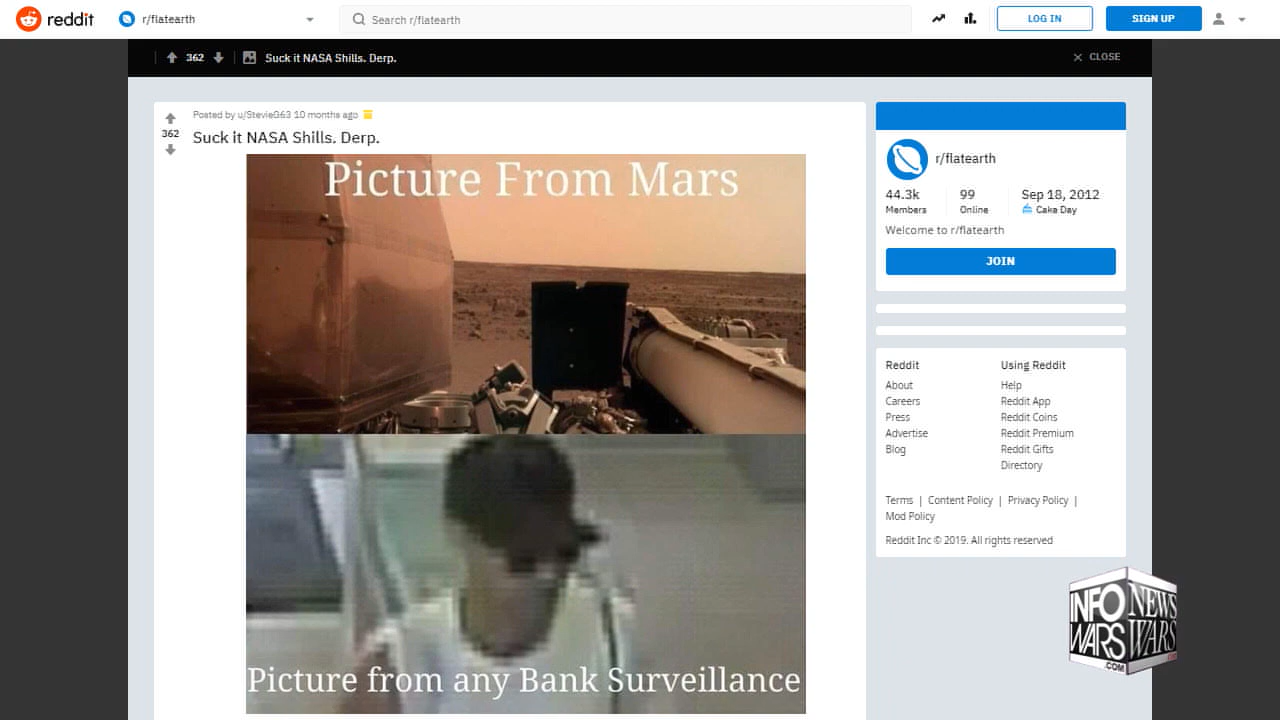 reddit
r/flatearth
Search r/flatearth
LOG IN
SIGN UP
362
Suck it NASA Shills. Derp.
CLOSE
Posted by u/StevieG63 10 months ago
362
Suck it NASA Shills. Derp.
Picture From Mars
Picture from any Bank Surveillance
r/flatearth
44.3k
Members
99
Online
Sep 18, 2012
Cake Day
Welcome to r/flatearth
JOIN
Reddit
About
Careers
Press
Advertise
Blog
Using Reddit
Help
Reddit App
Reddit Coins
Reddit Premium
Reddit Gifts
Directory
Terms | Content Policy | Privacy Policy |
Mod Policy
Reddit Inc © 2019. All rights reserved
INFO
WARS
.COM
NEWS
WARS
.COM